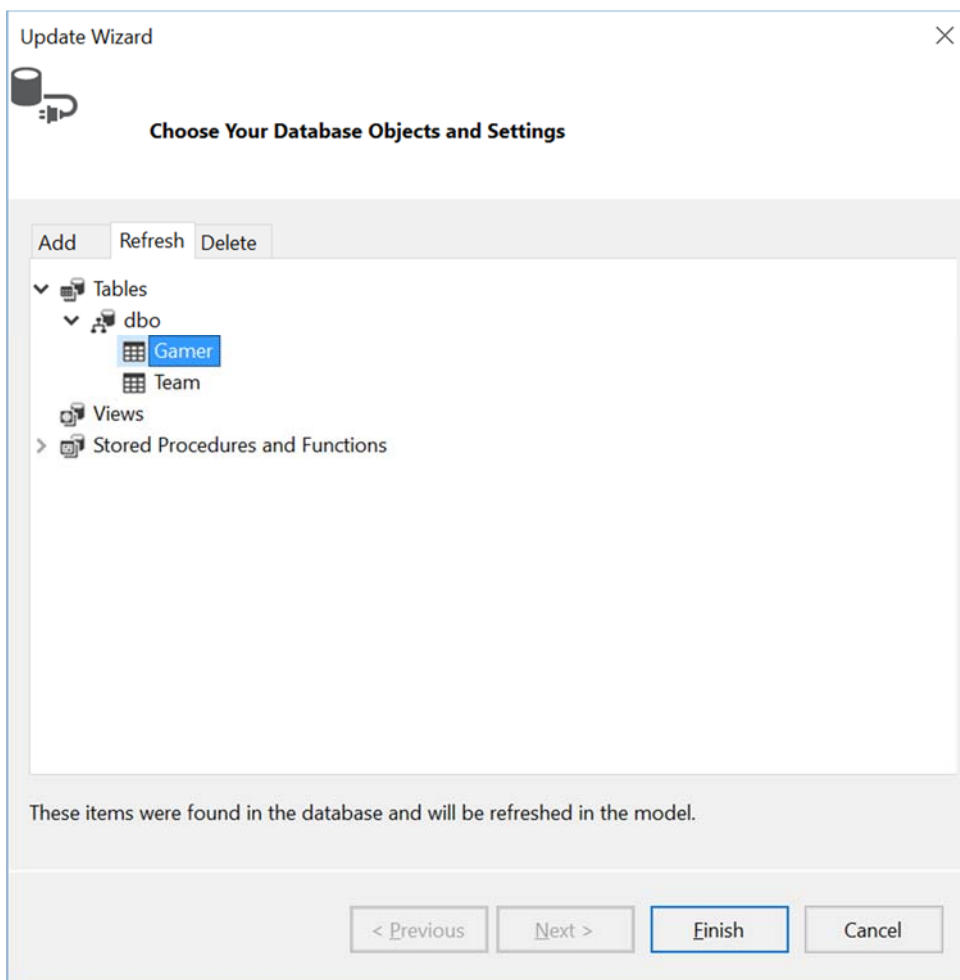 Update Wizard
Choose Your Database Objects and Settings
Add Refresh Delete
Tables
dbo
Gamer
Team
Views
Stored Procedures and Functions
These items were found in the database and will be refreshed in the model.
< Previous Next > Finish Cancel